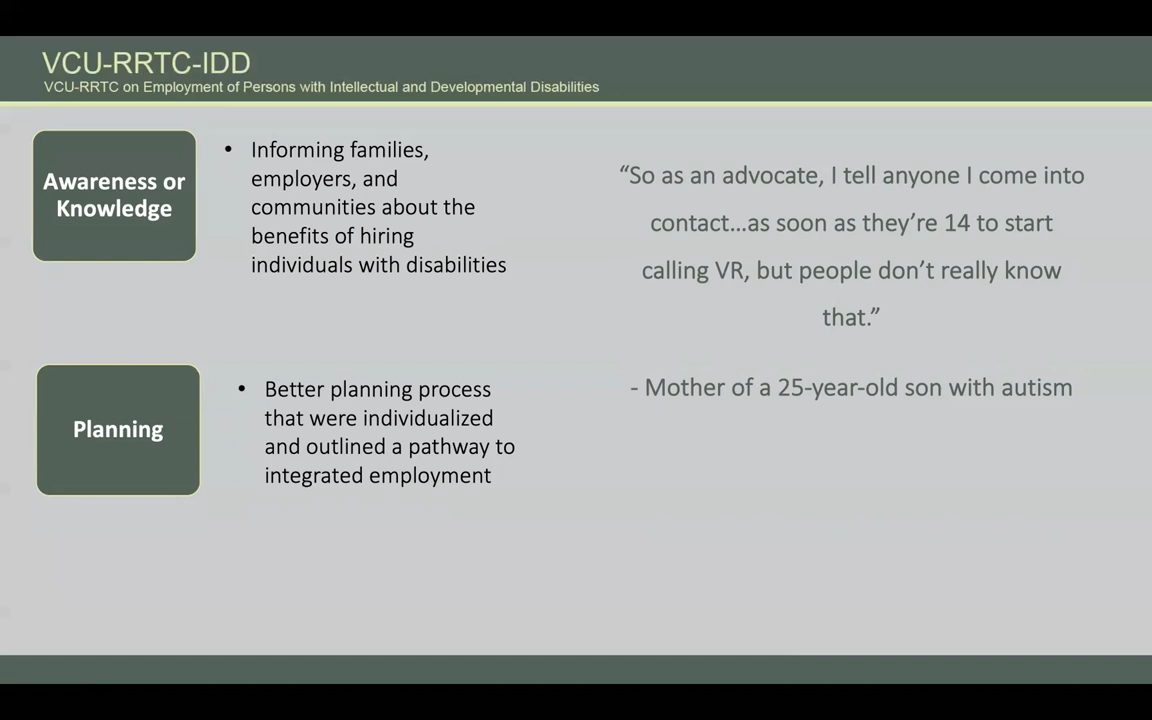 VCU-RRTC-IDD
VCU-RRTC on Employment of Persons with Intellectual and Developmental Disabilities
Awareness or
Knowledge
• Informing families,
employers, and
communities about the
benefits of hiring
individuals with disabilities
Planning
• Better planning process
that were individualized
and outlined a pathway to
integrated employment
“So as an advocate, I tell anyone I come into
contact…as soon as they’re 14 to start
calling VR, but people don’t really know
that.”
- Mother of a 25-year-old son with autism